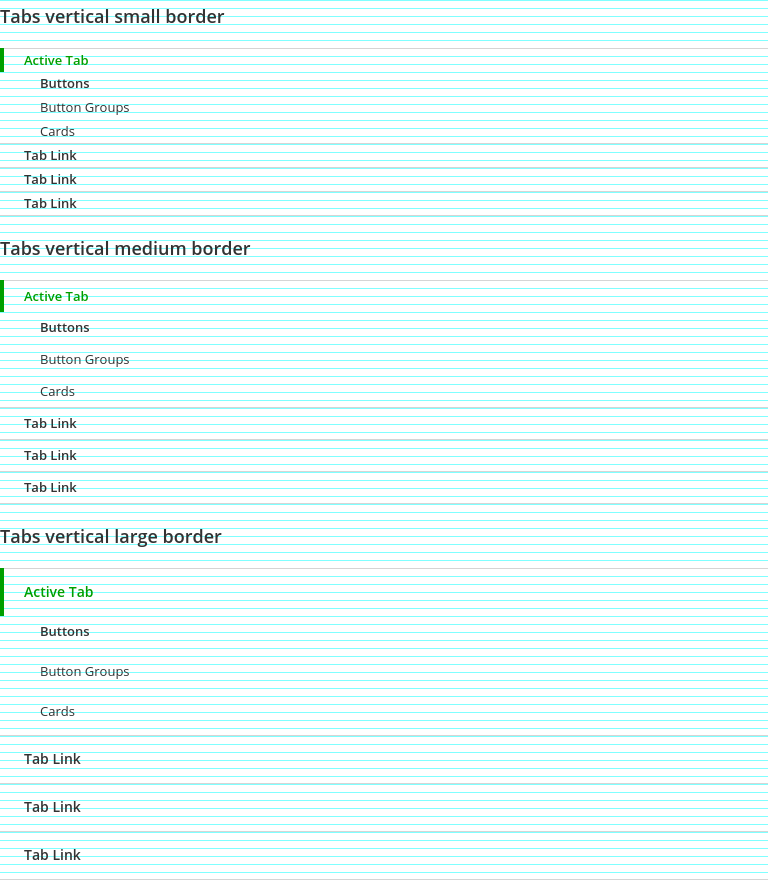 Tabs vertical small border
Active Tab
Buttons
Button Groups
Cards
Tab Link
Tab Link
Tab Link
Tabs vertical medium border
Active Tab
Buttons
Button Groups
Cards
Tab Link
Tab Link
Tab Link
Tabs vertical large border
Active Tab
Buttons
Button Groups
Cards
Tab Link
Tab Link
Tab Link